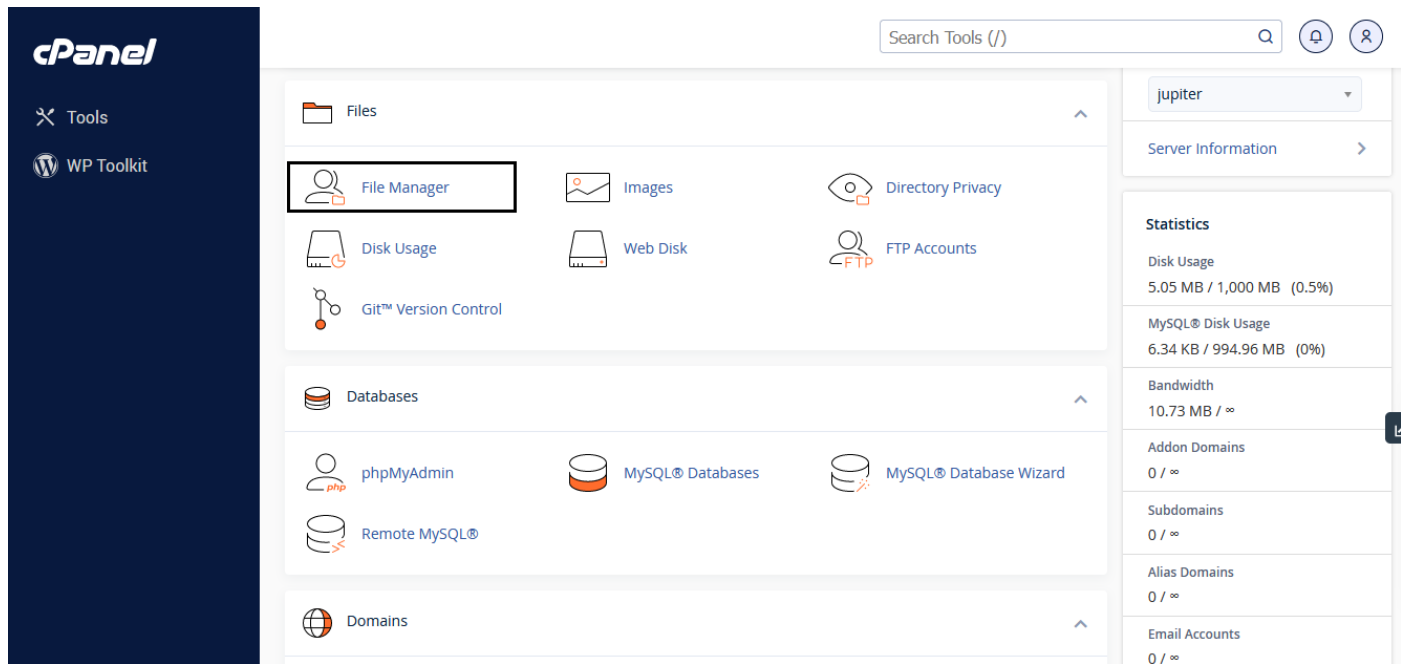 cPanel
Tools
WP Toolkit
Search Tools (/)
Files
File Manager
Images
Directory Privacy
Disk Usage
Web Disk
FTP Accounts
FTP
Git™ Version Control
Databases
phpMyAdmin
php
MySQL® Databases
MySQL® Database Wizard
Remote MySQL®
Domains
jupiter
Server Information
Statistics
Disk Usage
5.05 MB / 1,000 MB (0.5%)
MySQL® Disk Usage
6.34 KB / 994.96 MB (0%)
Bandwidth
10.73 MB / ∞
Addon Domains
0 / ∞
Subdomains
0 / ∞
Alias Domains
0 / ∞
Email Accounts
0 / ∞